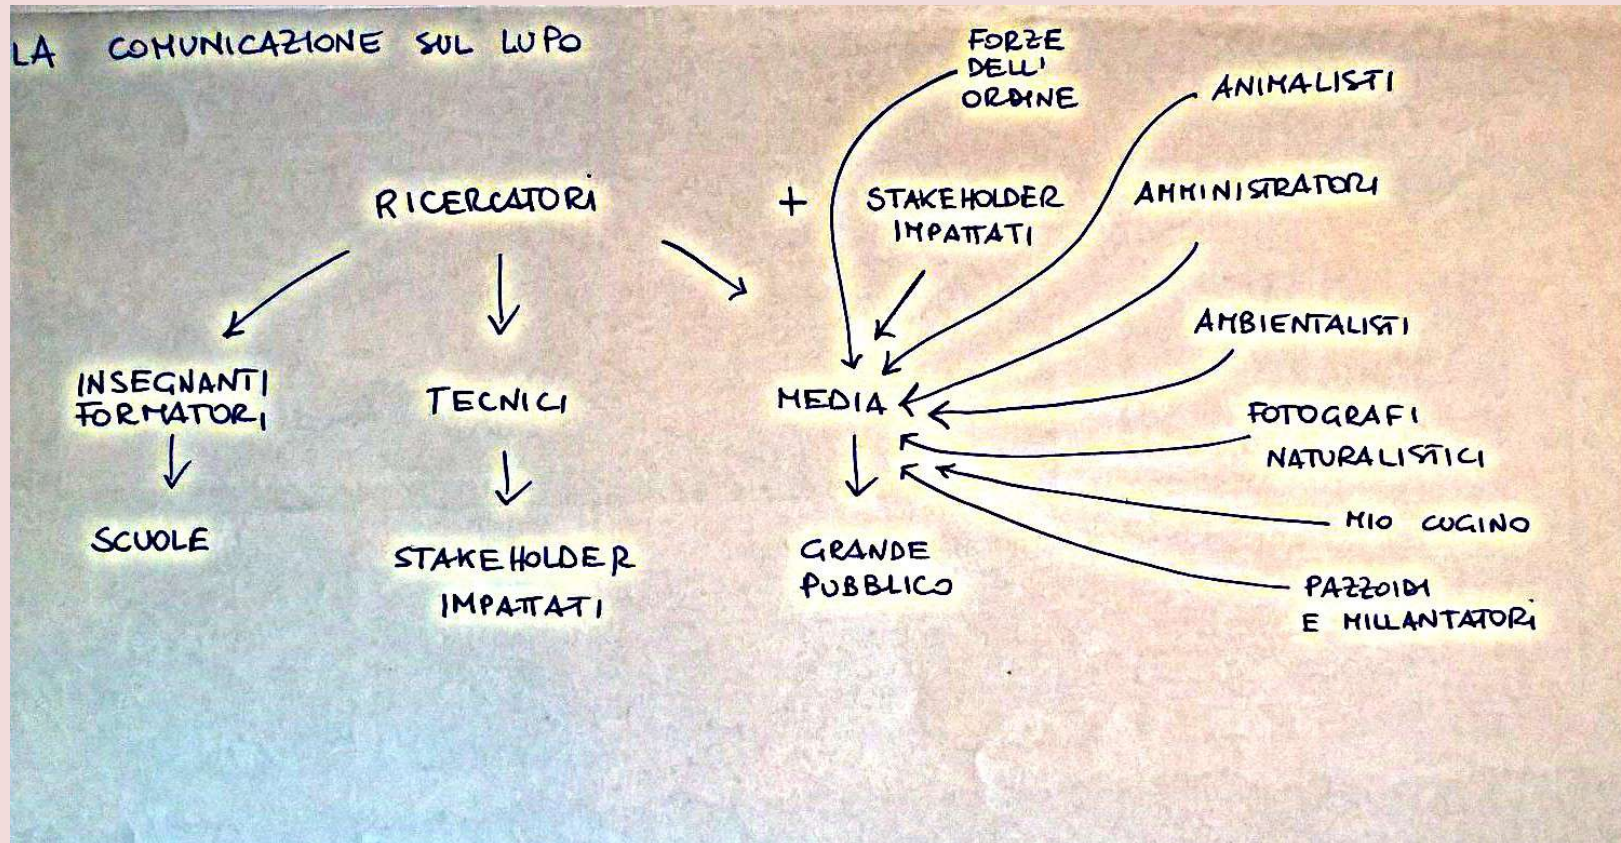 LA COMUNICAZIONE SUL LUPO
FORZE
DELL'
ORDINE
ANIMALISTI
RICERCATORI
+
STAKEHOLDER
IMPATTATI
AMMINISTRATORI
AMBIENTALISTI
INSEGNANTI
FORMATORI
TECNICI
MEDIA
FOTOGRAFI
NATURALISTICI
SCUOLE
STAKEHOLDER
IMPATTATI
GRANDE
PUBBLICO
MIO CUGINO
PAZZOIDI
E MILLANTATORI